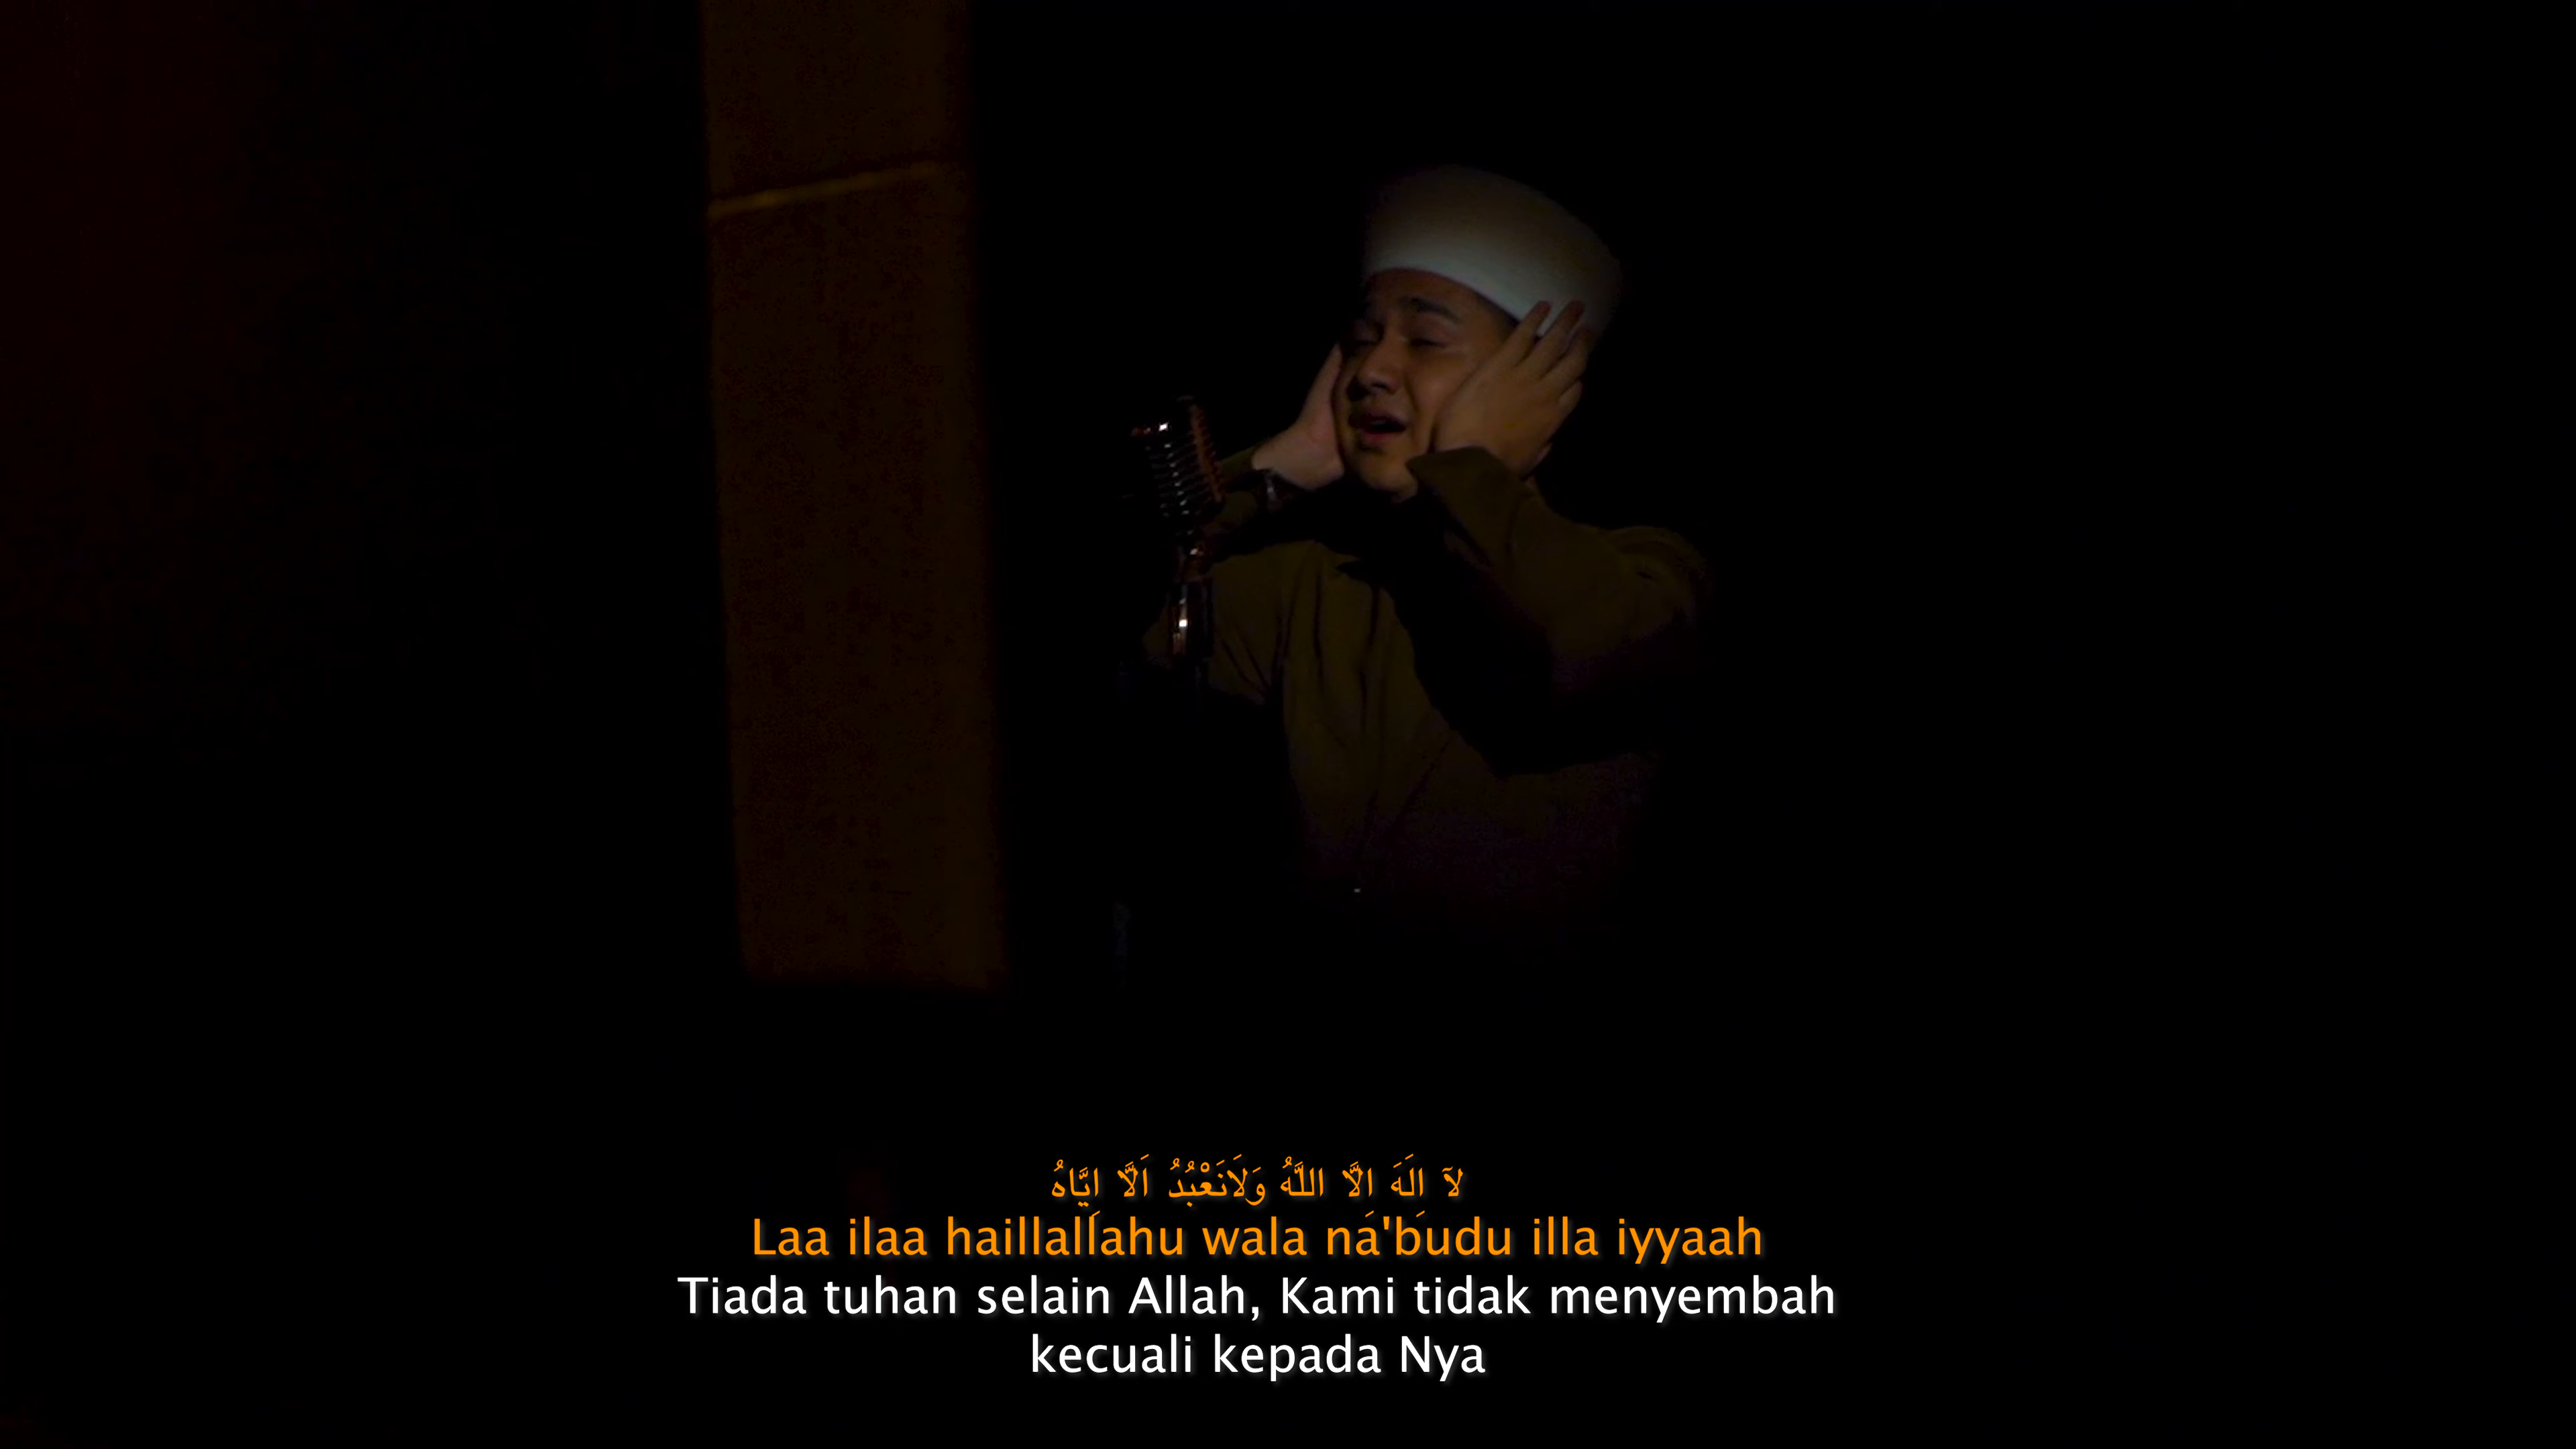 لآ اِلَهَ اِلَّا اللَّهُ وَلَانَعْبُدُ اَلَّا اِيَّاهُ
Laa ilaa haillallahu wala na'budu illa iyyaah
Tiada tuhan selain Allah, Kami tidak menyembah
kecuali kepada Nya